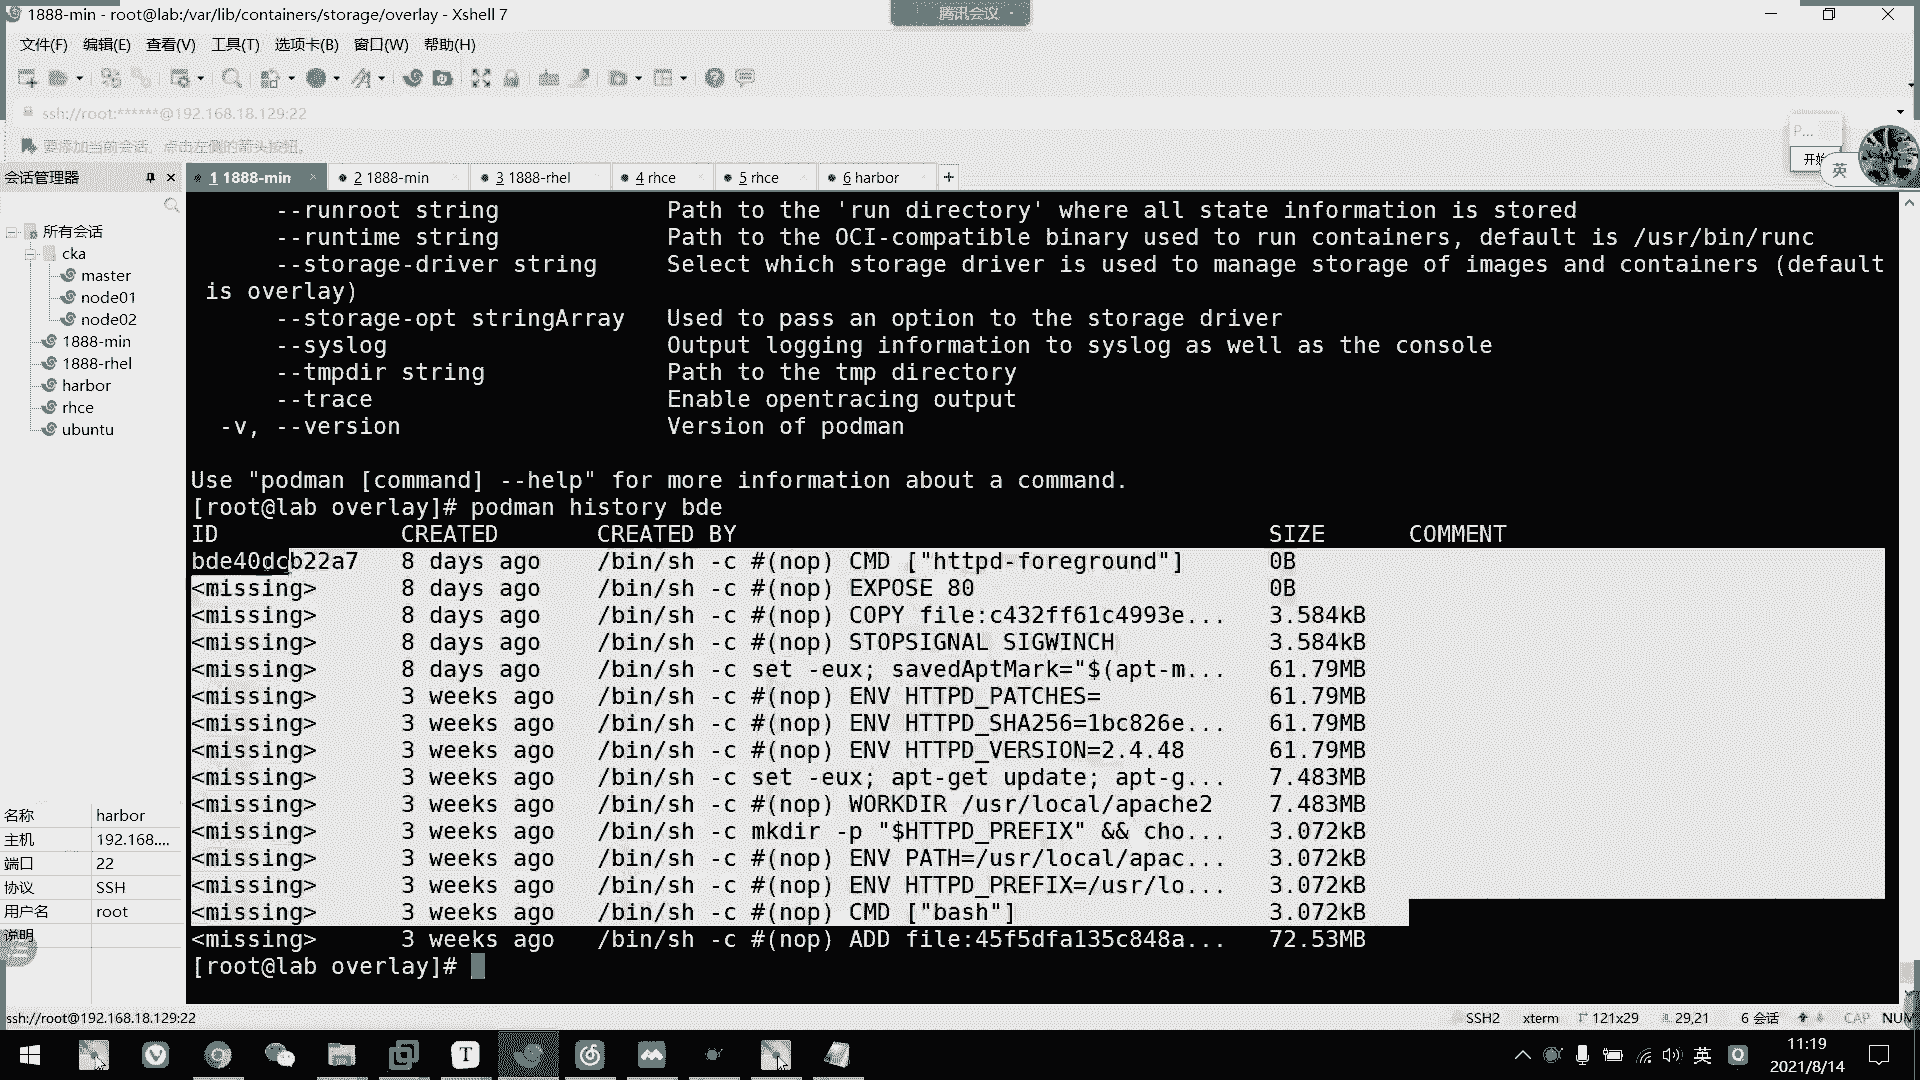 1888-min - root@lab:/var/lib/containers/storage/overlay - Xshell 7
腾讯会议
文件(F) 编辑(E) 查看(V) 工具(T) 选项卡(B) 窗口(W) 帮助(H)
ssh://root:******@192.168.18.129:22
要添加当前会话，点击左侧的箭头按钮。
P...
开始
英
会话管理器
1 1888-min
2 1888-min
3 1888-rhel
4 rhce
5 rhce
6 harbor
所有会话
cka
master
node01
node02
1888-min
1888-rhel
harbor
rhce
ubuntu
名称 harbor
主机 192.168....
端口 22
协议 SSH
用户名 root
说明
--runroot string Path to the 'run directory' where all state information is stored
--runtime string Path to the OCI-compatible binary used to run containers, default is /usr/bin/runc
--storage-driver string Select which storage driver is used to manage storage of images and containers (default
is overlay)
--storage-opt stringArray Used to pass an option to the storage driver
--syslog Output logging information to syslog as well as the console
--tmpdir string Path to the tmp directory
--trace Enable opentracing output
-v, --version Version of podman
Use "podman [command] --help" for more information about a command.
[root@lab overlay]# podman history bde
ID CREATED CREATED BY SIZE COMMENT
bde40dcb22a7 8 days ago /bin/sh -c #(nop) CMD ["httpd-foreground"] 0B
<missing> 8 days ago /bin/sh -c #(nop) EXPOSE 80 0B
<missing> 8 days ago /bin/sh -c #(nop) COPY file:c432ff61c4993e... 3.584kB
<missing> 8 days ago /bin/sh -c #(nop) STOPSIGNAL SIGWINCH 3.584kB
<missing> 8 days ago /bin/sh -c set -eux; savedAptMark="$(apt-m... 61.79MB
<missing> 3 weeks ago /bin/sh -c #(nop) ENV HTTPD_PATCHES= 61.79MB
<missing> 3 weeks ago /bin/sh -c #(nop) ENV HTTPD_SHA256=1bc826e... 61.79MB
<missing> 3 weeks ago /bin/sh -c #(nop) ENV HTTPD_VERSION=2.4.48 61.79MB
<missing> 3 weeks ago /bin/sh -c set -eux; apt-get update; apt-g... 7.483MB
<missing> 3 weeks ago /bin/sh -c #(nop) WORKDIR /usr/local/apache2 7.483MB
<missing> 3 weeks ago /bin/sh -c mkdir -p "$HTTPD_PREFIX" && cho... 3.072kB
<missing> 3 weeks ago /bin/sh -c #(nop) ENV PATH=/usr/local/apac... 3.072kB
<missing> 3 weeks ago /bin/sh -c #(nop) ENV HTTPD_PREFIX=/usr/lo... 3.072kB
<missing> 3 weeks ago /bin/sh -c #(nop) CMD ["bash"] 3.072kB
<missing> 3 weeks ago /bin/sh -c #(nop) ADD file:45f5dfa135c848a... 72.53MB
[root@lab overlay]#
ssh://root@192.168.18.129:22
SSH2 xterm 121x29 29,21 6 会话 CAP NUM
英
11:19
2021/8/14